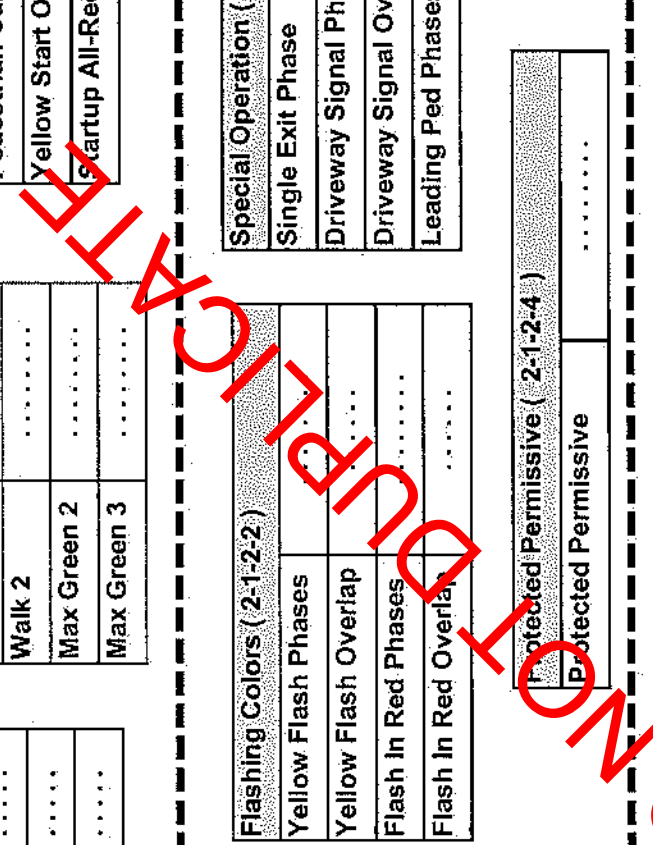 Walk 2 . . . . . . .
Max Green 2 . . . . . . .
Max Green 3 . . . . . . .
Yellow Start O
Startup All-Re
Flashing Colors ( 2-1-2-2 )
Yellow Flash Phases
Yellow Flash Overlap
Flash In Red Phases
Flash In Red Overlap
Special Operation (
Single Exit Phase
Driveway Signal Ph
Driveway Signal Ov
Leading Ped Phase
Protected Permissive ( 2-1-2-4 )
Protected Permissive . . . . . . . .
NOT DUPLICATE